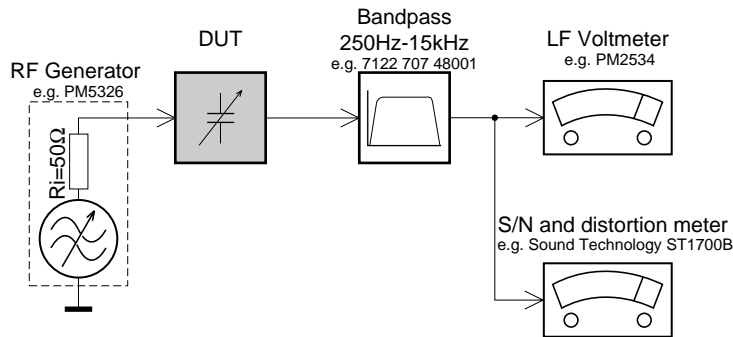 RF Generator
e.g. PM5326
Ri=50Ω
DUT
Bandpass
250Hz-15kHz
e.g. 7122 707 48001
LF Voltmeter
e.g. PM2534
S/N and distortion meter
e.g. Sound Technology ST1700B